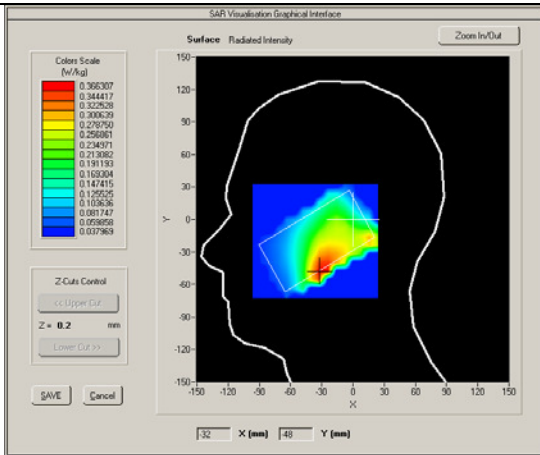 SAR Visualisation Graphical Interface
Surface Radiated Intensity
Zoom In/Out
Colors Scale
(W/kg)
0.366307
0.344417
0.322528
0.300639
0.278750
0.256861
0.234971
0.213082
0.191193
0.169304
0.147415
0.125525
0.103636
0.081747
0.059858
0.037969
Z-Cuts Control
<< Upper Cut
Z = 0.2 mm
Lower Cut >>
SAVE Cancel
150
120
90
60
30
0
-30
-60
-90
-120
-150
Y
-150 -120 -90 -60 -30 0 30 60 90 120 150
X
-32 X (mm) -48 Y (mm)